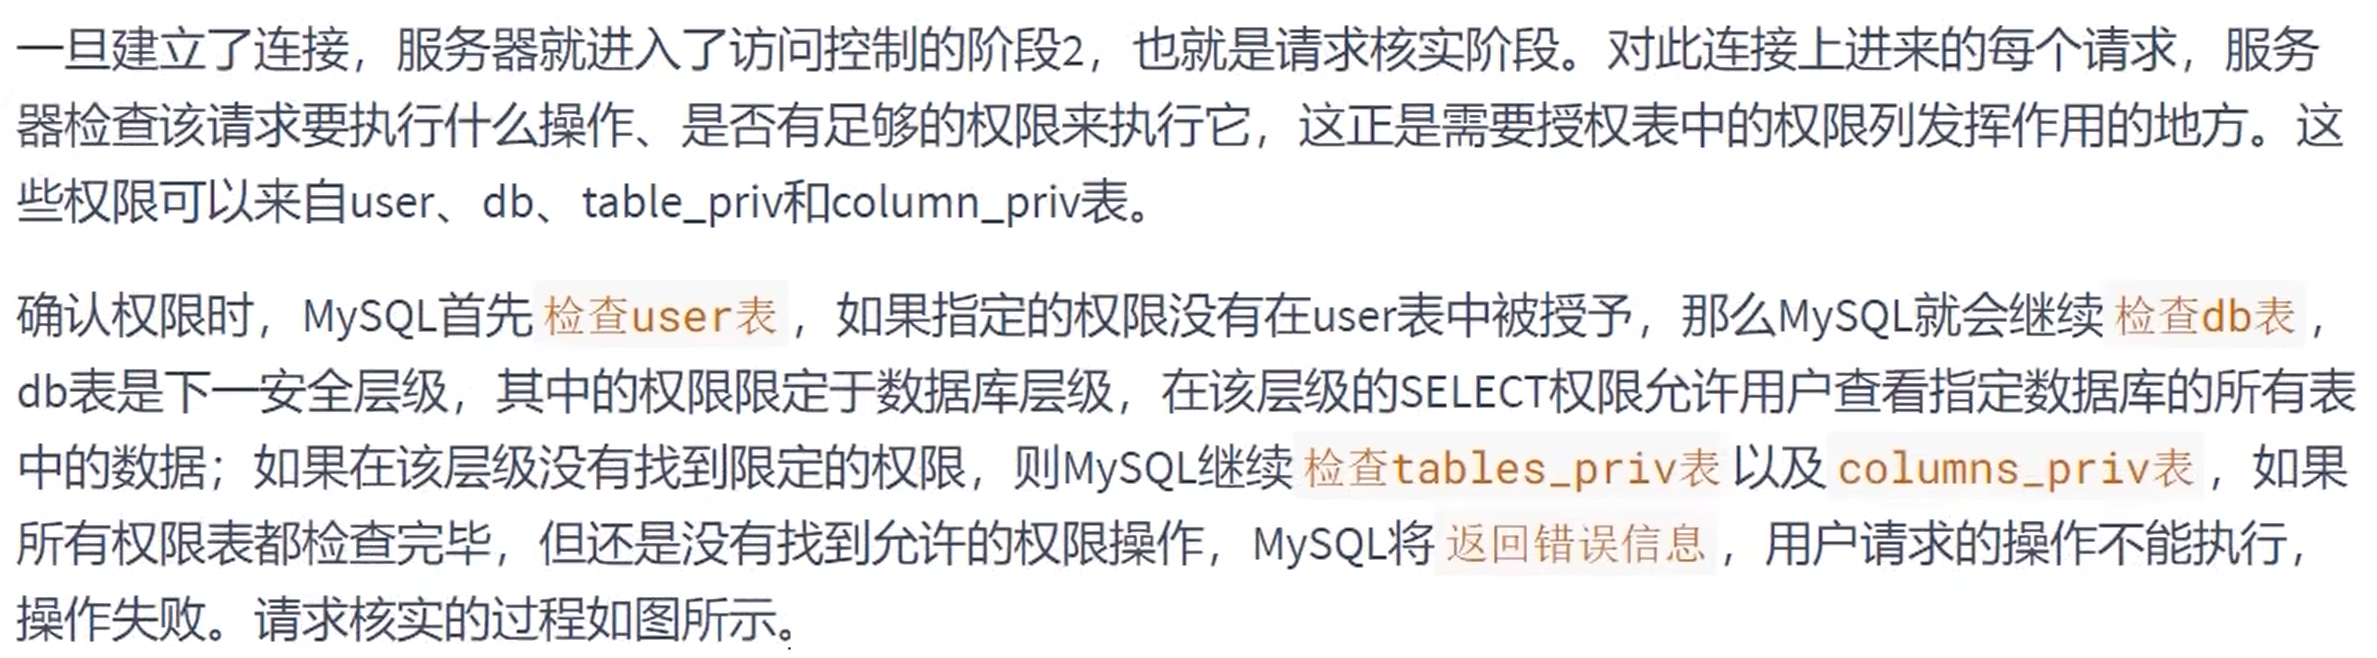 一旦建立了连接，服务器就进入了访问控制的阶段2，也就是请求核实阶段。对此连接上进来的每个请求，服务
器检查该请求要执行什么操作、是否有足够的权限来执行它，这正是需要授权表中的权限列发挥作用的地方。这
些权限可以来自user、db、table_priv和column_priv表。
确认权限时，MySQL首先检查user表，如果指定的权限没有在user表中被授予，那么MySQL就会继续检查db表，
db表是下一安全层级，其中的权限限定于数据库层级，在该层级的SELECT权限允许用户查看指定数据库的所有表
中的数据；如果在该层级没有找到限定的权限，则MySQL继续检查tables_priv表以及columns_priv表，如果
所有权限表都检查完毕，但还是没有找到允许的权限操作，MySQL将返回错误信息，用户请求的操作不能执行，
操作失败。请求核实的过程如图所示。